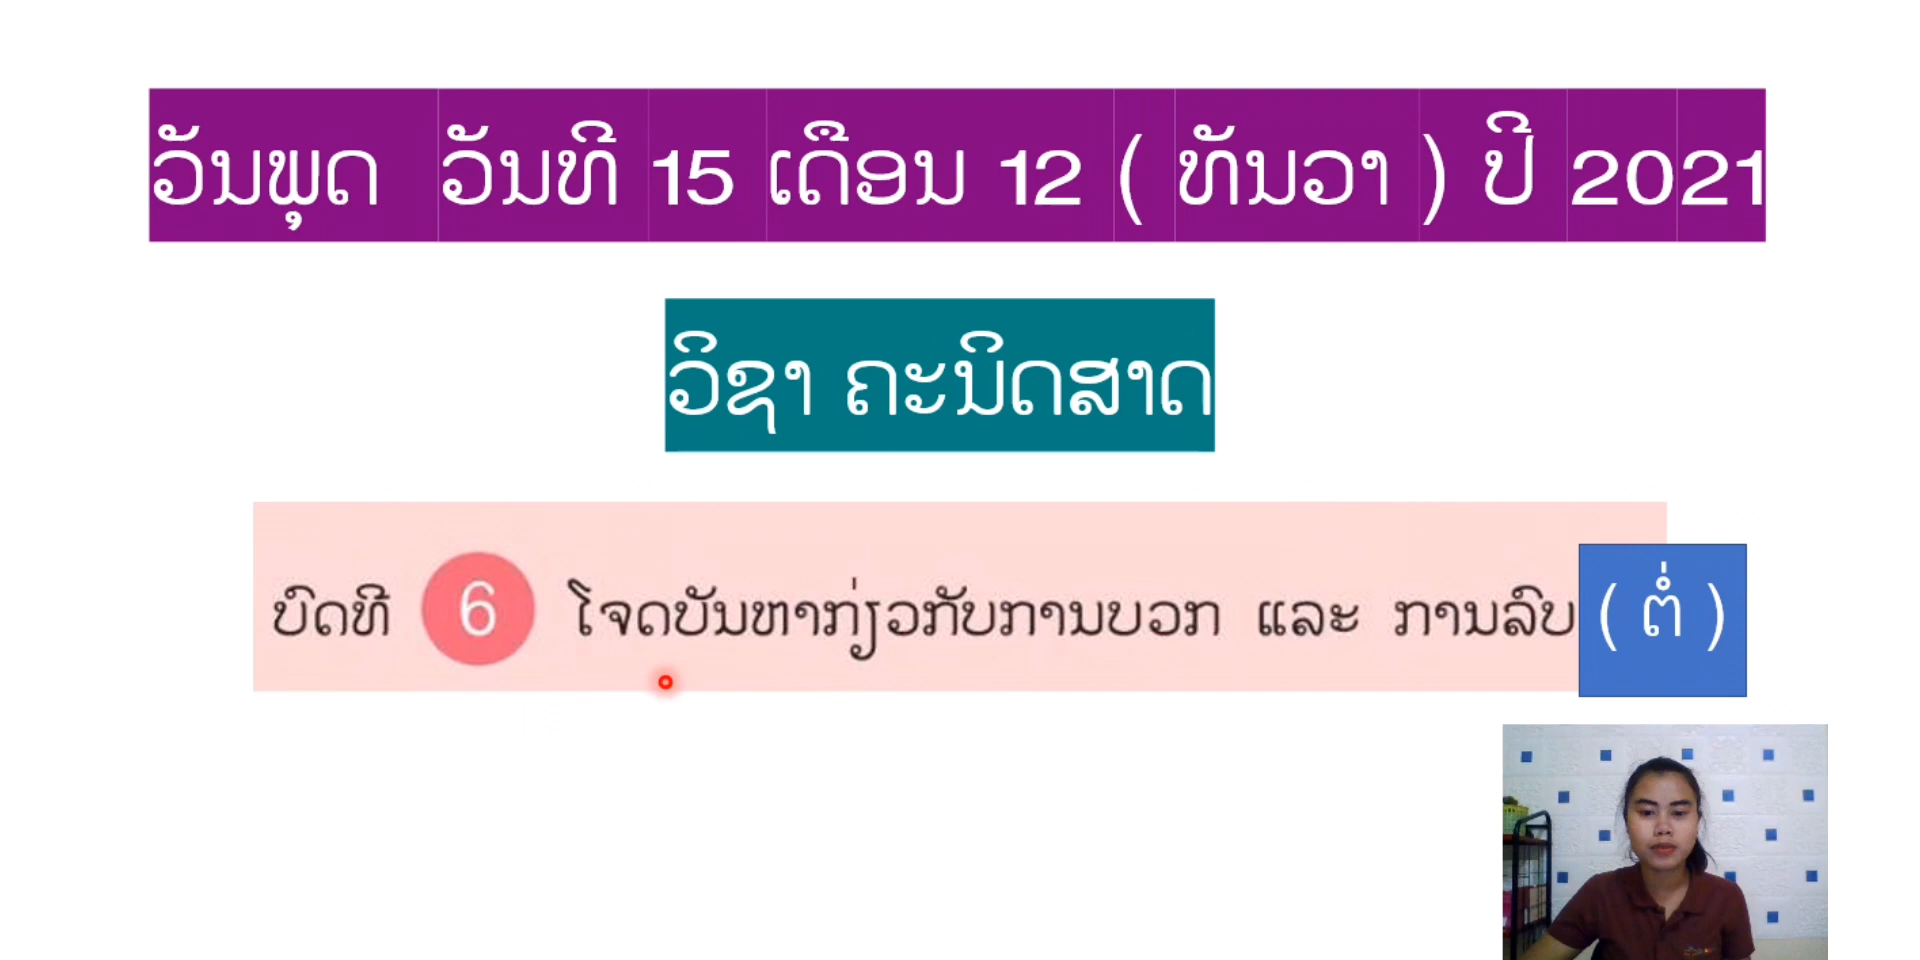 ວັນພຸດ ວັນທີ 15 ເດືອນ 12 ( ທັນວາ ) ປີ 2021
ວິຊາ ຄະນິດສາດ
ບົດທີ 6 ໂຈດບັນຫາກ່ຽວກັບການບວກ ແລະ ການລົບ ( ຕໍ່ )